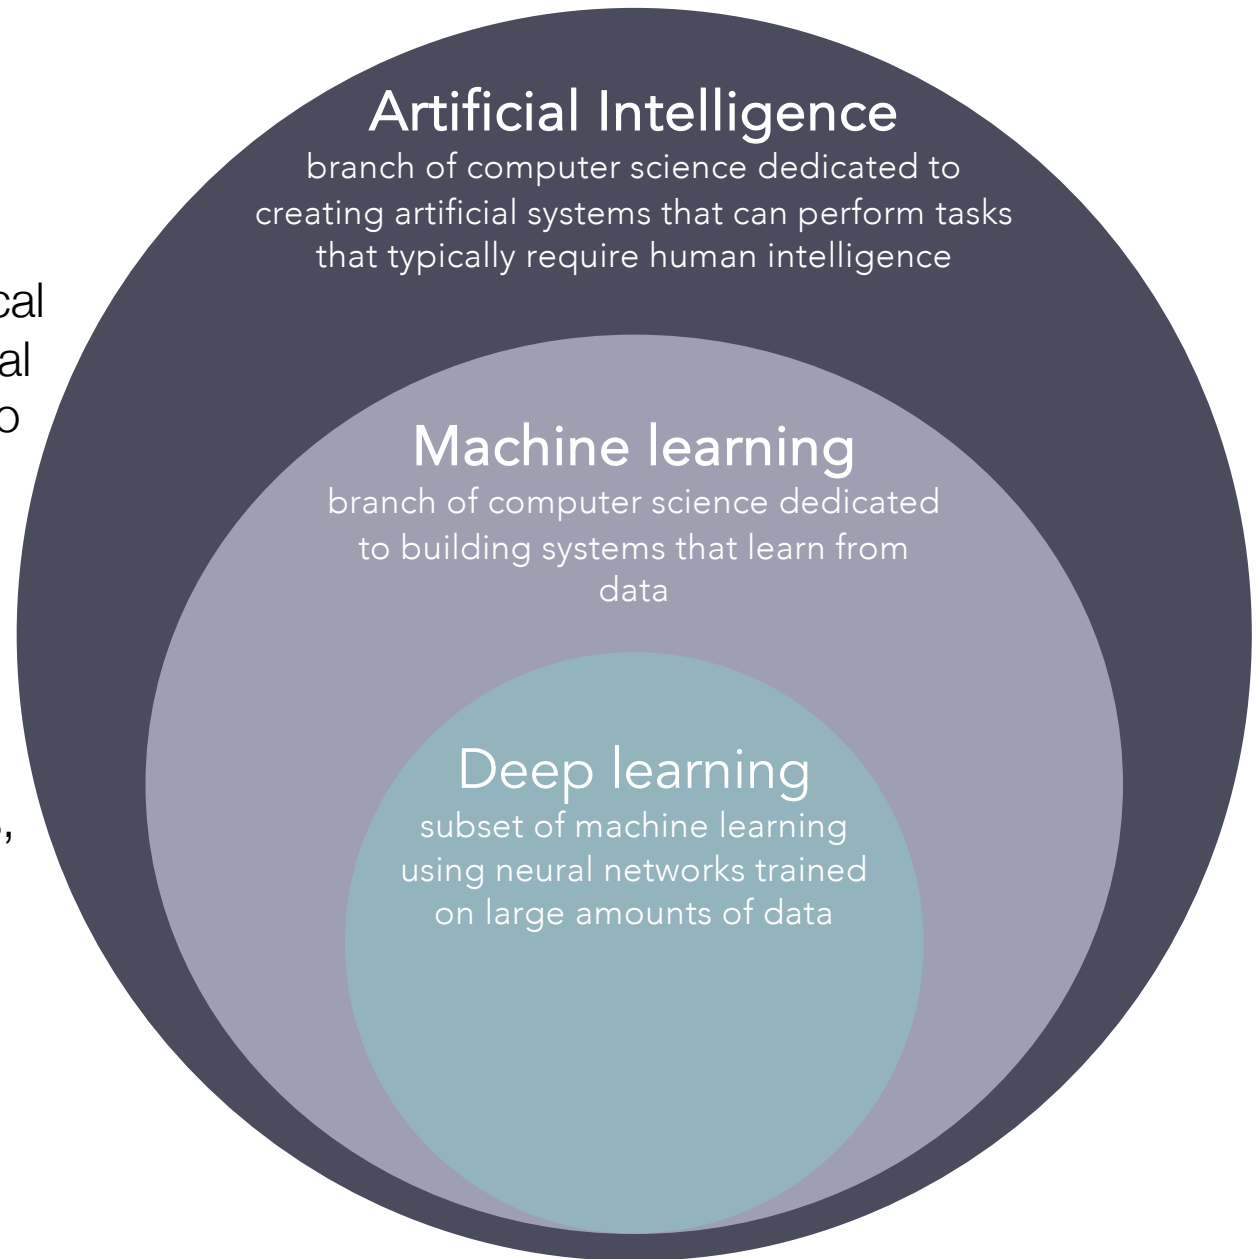 Artificial Intelligence
branch of computer science dedicated to
creating artificial systems that can perform tasks
that typically require human intelligence
Machine learning
branch of computer science dedicated
to building systems that learn from
data
Deep learning
subset of machine learning
using neural networks trained
on large amounts of data